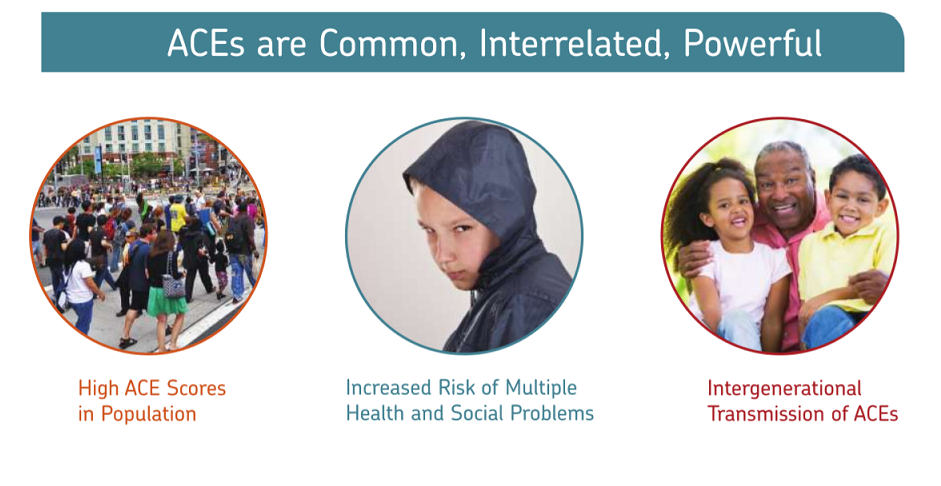 ACEs are Common, Interrelated, Powerful
High ACE Scores
in Population
Increased Risk of Multiple
Health and Social Problems
Intergenerational
Transmission of ACEs